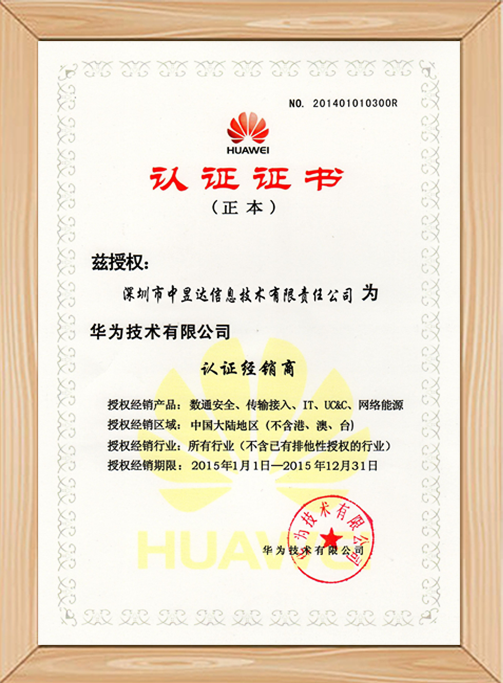 NO. 201401010300R
HUAWEI
认证证书
(正本)
兹授权：
深圳市中昱达信息技术有限责任公司 为
华为技术有限公司
认证经销商
授权经销产品：数通安全、传输接入、IT、UC&C、网络能源
授权经销区域：中国大陆地区（不含港、澳、台）
授权经销行业：所有行业（不含已有排他性授权的行业）
授权经销期限：2015年1月1日—2015年12月31日
HUAWEI
华为技术有限公司
华为技术有限公司